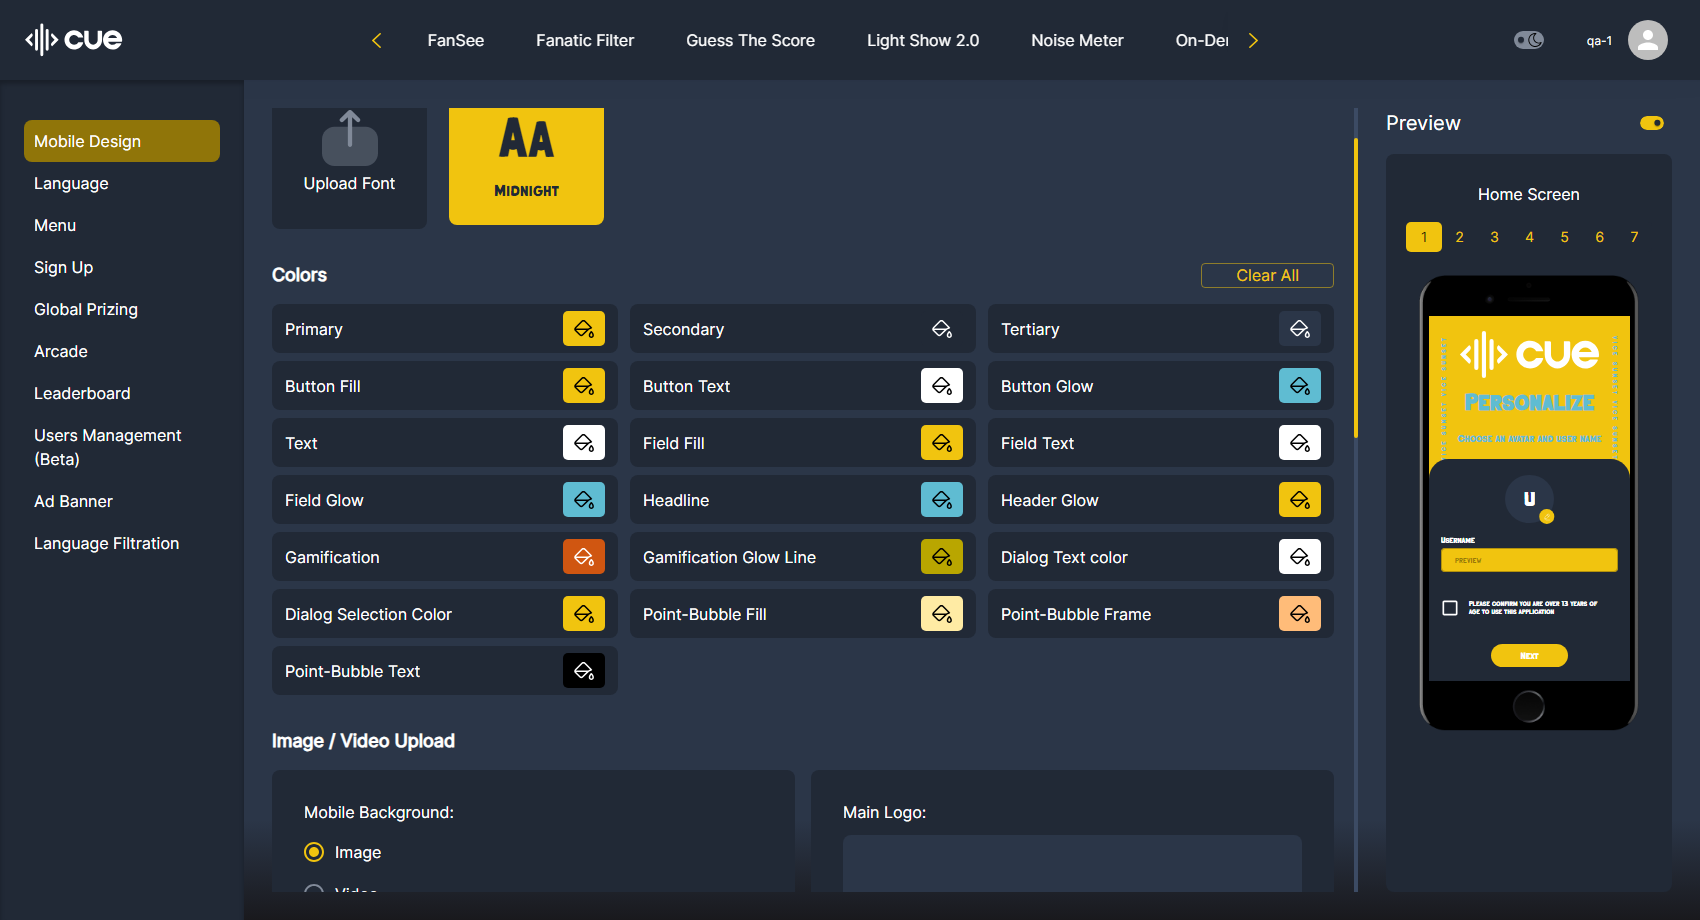 cue
FanSee
Fanatic Filter
Guess The Score
Light Show 2.0
Noise Meter
On-Der
qa-1
Mobile Design
Language
Menu
Sign Up
Global Prizing
Arcade
Leaderboard
Users Management
(Beta)
Ad Banner
Language Filtration
Upload Font
AA
MIDNIGHT
Colors
Clear All
Primary
Secondary
Tertiary
Button Fill
Button Text
Button Glow
Text
Field Fill
Field Text
Field Glow
Headline
Header Glow
Gamification
Gamification Glow Line
Dialog Text color
Dialog Selection Color
Point-Bubble Fill
Point-Bubble Frame
Point-Bubble Text
Image / Video Upload
Mobile Background:
Image
Video
Main Logo:
Preview
Home Screen
1 2 3 4 5 6 7
cue
PERSONALIZE
CHOOSE AN AVATAR AND USER NAME
U
USERNAME
PREVIEW
PLEASE CONFIRM YOU ARE OVER 13 YEARS OF
AGE TO USE THIS APPLICATION
NEXT